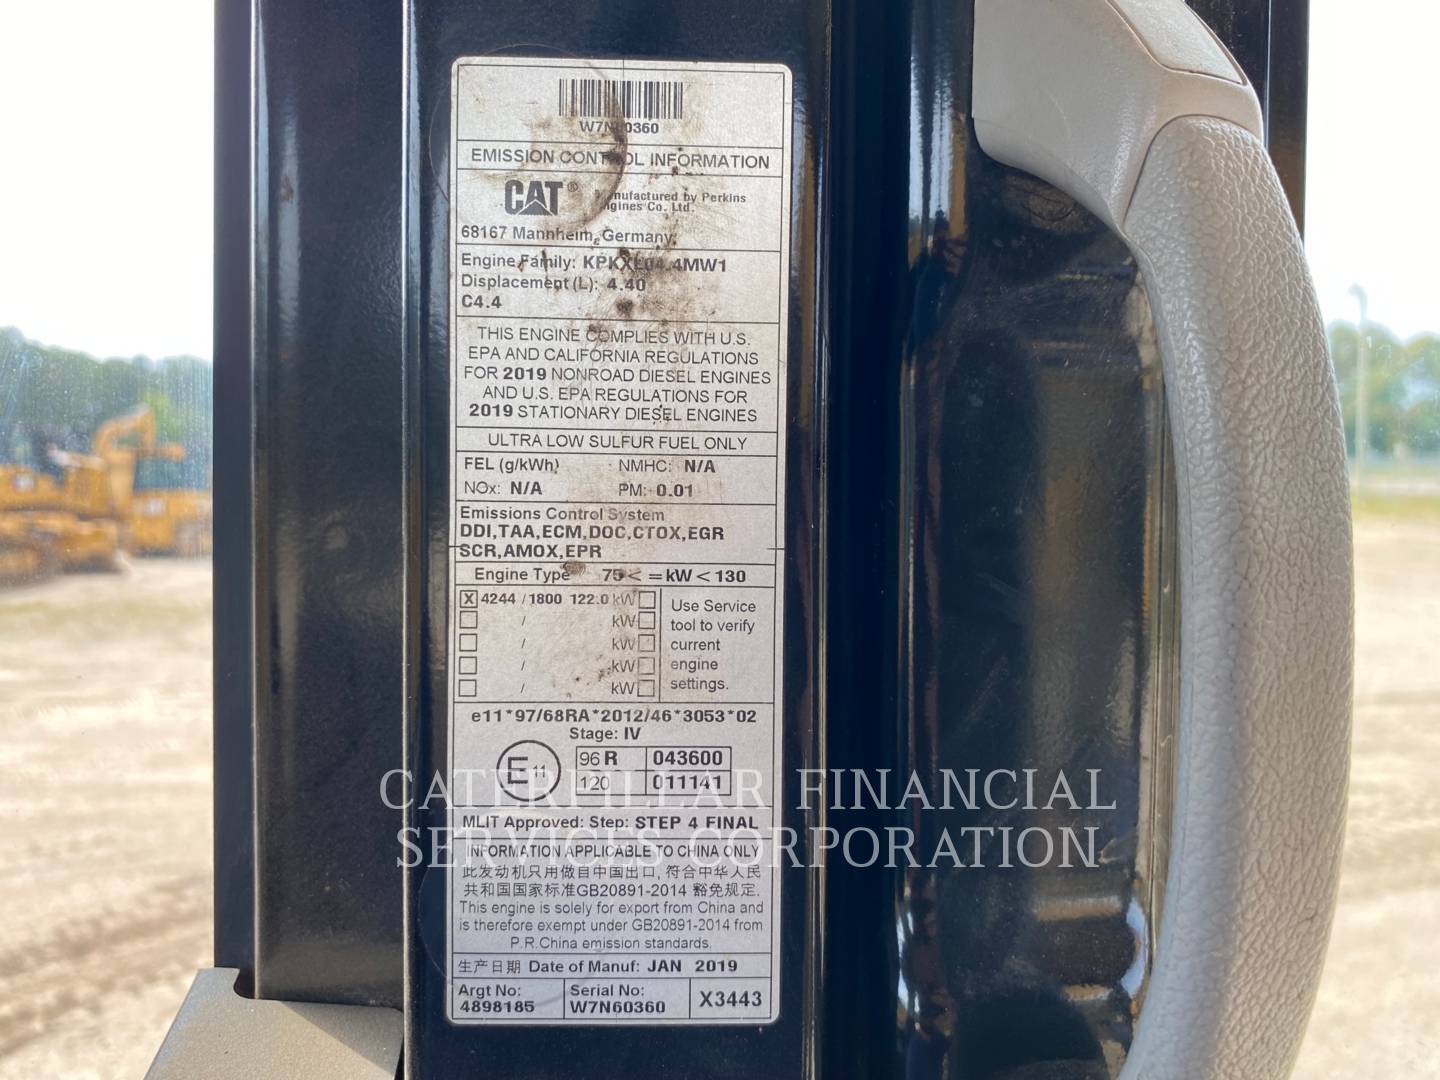 W7N60360
EMISSION CONTROL INFORMATION
CAT® Manufactured by Perkins
Engines Co. Ltd.
68167 Mannheim, Germany.
Engine Family: KPKXL04.4MW1
Displacement (L): 4.40
C4.4
THIS ENGINE COMPLIES WITH U.S.
EPA AND CALIFORNIA REGULATIONS
FOR 2019 NONROAD DIESEL ENGINES
AND U.S. EPA REGULATIONS FOR
2019 STATIONARY DIESEL ENGINES
ULTRA LOW SULFUR FUEL ONLY
FEL (g/kWh) NMHC: N/A
NOx: N/A PM: 0.01
Emissions Control System
DDI,TAA,ECM,DOC,CTOX,EGR
SCR,AMOX,EPR
Engine Type 75 < = kW < 130
X 4244 / 1800 122.0 kW
/ kW
/ kW
/ kW
/ kW
Use Service
tool to verify
current
engine
settings.
e11*97/68RA*2012/46*3053*02
Stage: IV
E 11
96 R 043600
120 011141
MLIT Approved: Step: STEP 4 FINAL
INFORMATION APPLICABLE TO CHINA ONLY
此发动机只用做自中国出口, 符合中华人民
共和国国家标准GB20891-2014 豁免规定.
This engine is solely for export from China and
is therefore exempt under GB20891-2014 from
P.R.China emission standards.
生产日期 Date of Manuf: JAN 2019
Argt No:
4898185
Serial No:
W7N60360
X3443
CATERPILLAR FINANCIAL
SERVICES CORPORATION